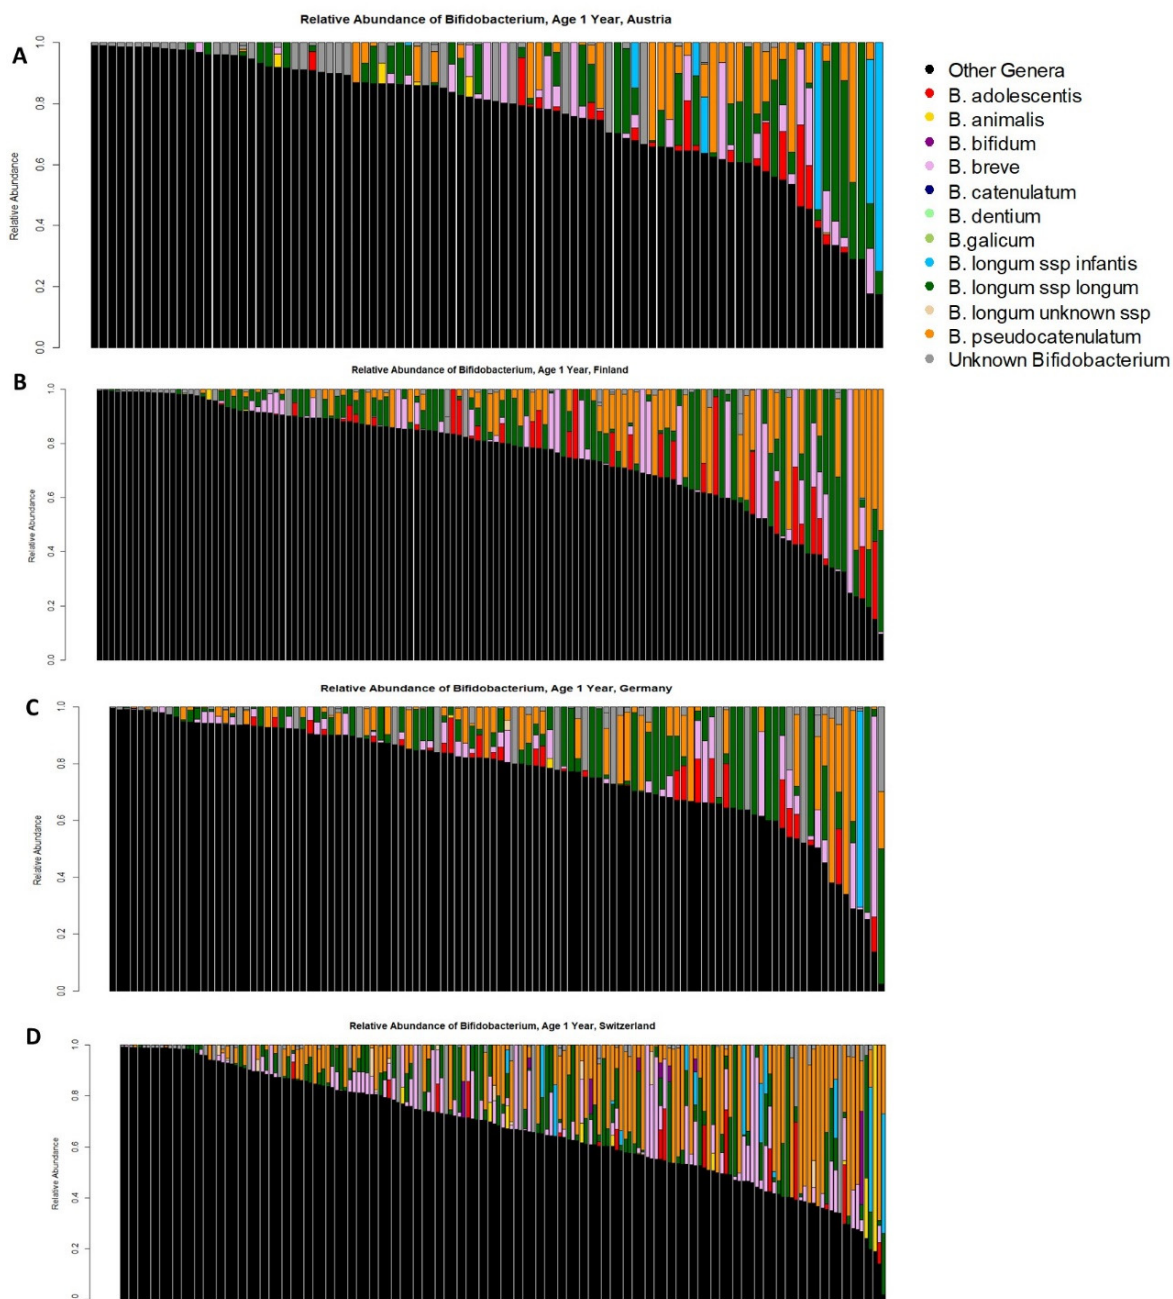 Relative Abundance of Bifidobacterium, Age 1 Year, Austria
A
Relative Abundance
1.0
0.8
0.6
0.4
0.2
0.0
Other Genera
B. adolescentis
B. animalis
B. bifidum
B. breve
B. catenulatum
B. dentium
B.galicum
B. longum ssp infantis
B. longum ssp longum
B. longum unknown ssp
B. pseudocatenulatum
Unknown Bifidobacterium
Relative Abundance of Bifidobacterium, Age 1 Year, Finland
B
Relative Abundance
1.0
0.8
0.6
0.4
0.2
0.0
Relative Abundance of Bifidobacterium, Age 1 Year, Germany
C
Relative Abundance
1.0
0.8
0.6
0.4
0.2
0.0
Relative Abundance of Bifidobacterium, Age 1 Year, Switzerland
D
Relative Abundance
1.0
0.8
0.6
0.4
0.2